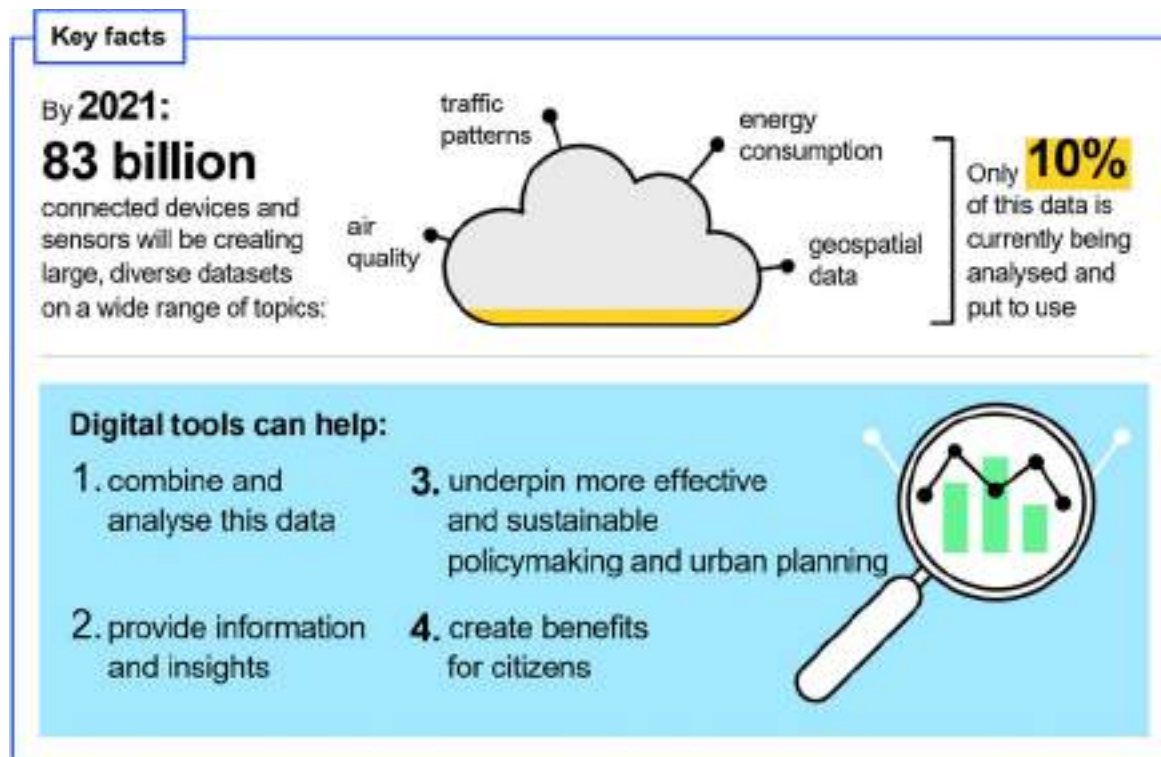 Key facts
By 2021:
83 billion
connected devices and
sensors will be creating
large, diverse datasets
on a wide range of topics:
traffic
patterns
energy
consumption
air
quality
geospatial
data
Only 10%
of this data is
currently being
analysed and
put to use
Digital tools can help:
1. combine and
analyse this data
2. provide information
and insights
3. underpin more effective
and sustainable
policymaking and urban planning
4. create benefits
for citizens